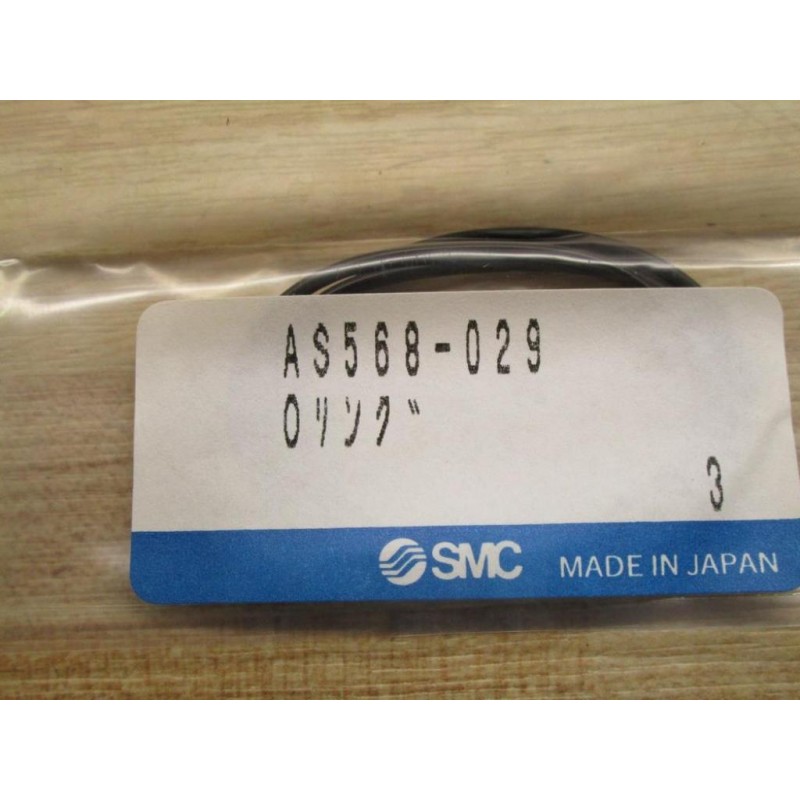 AS568-029
Oﾘﾝｸﾞ
3
SMC MADE IN JAPAN